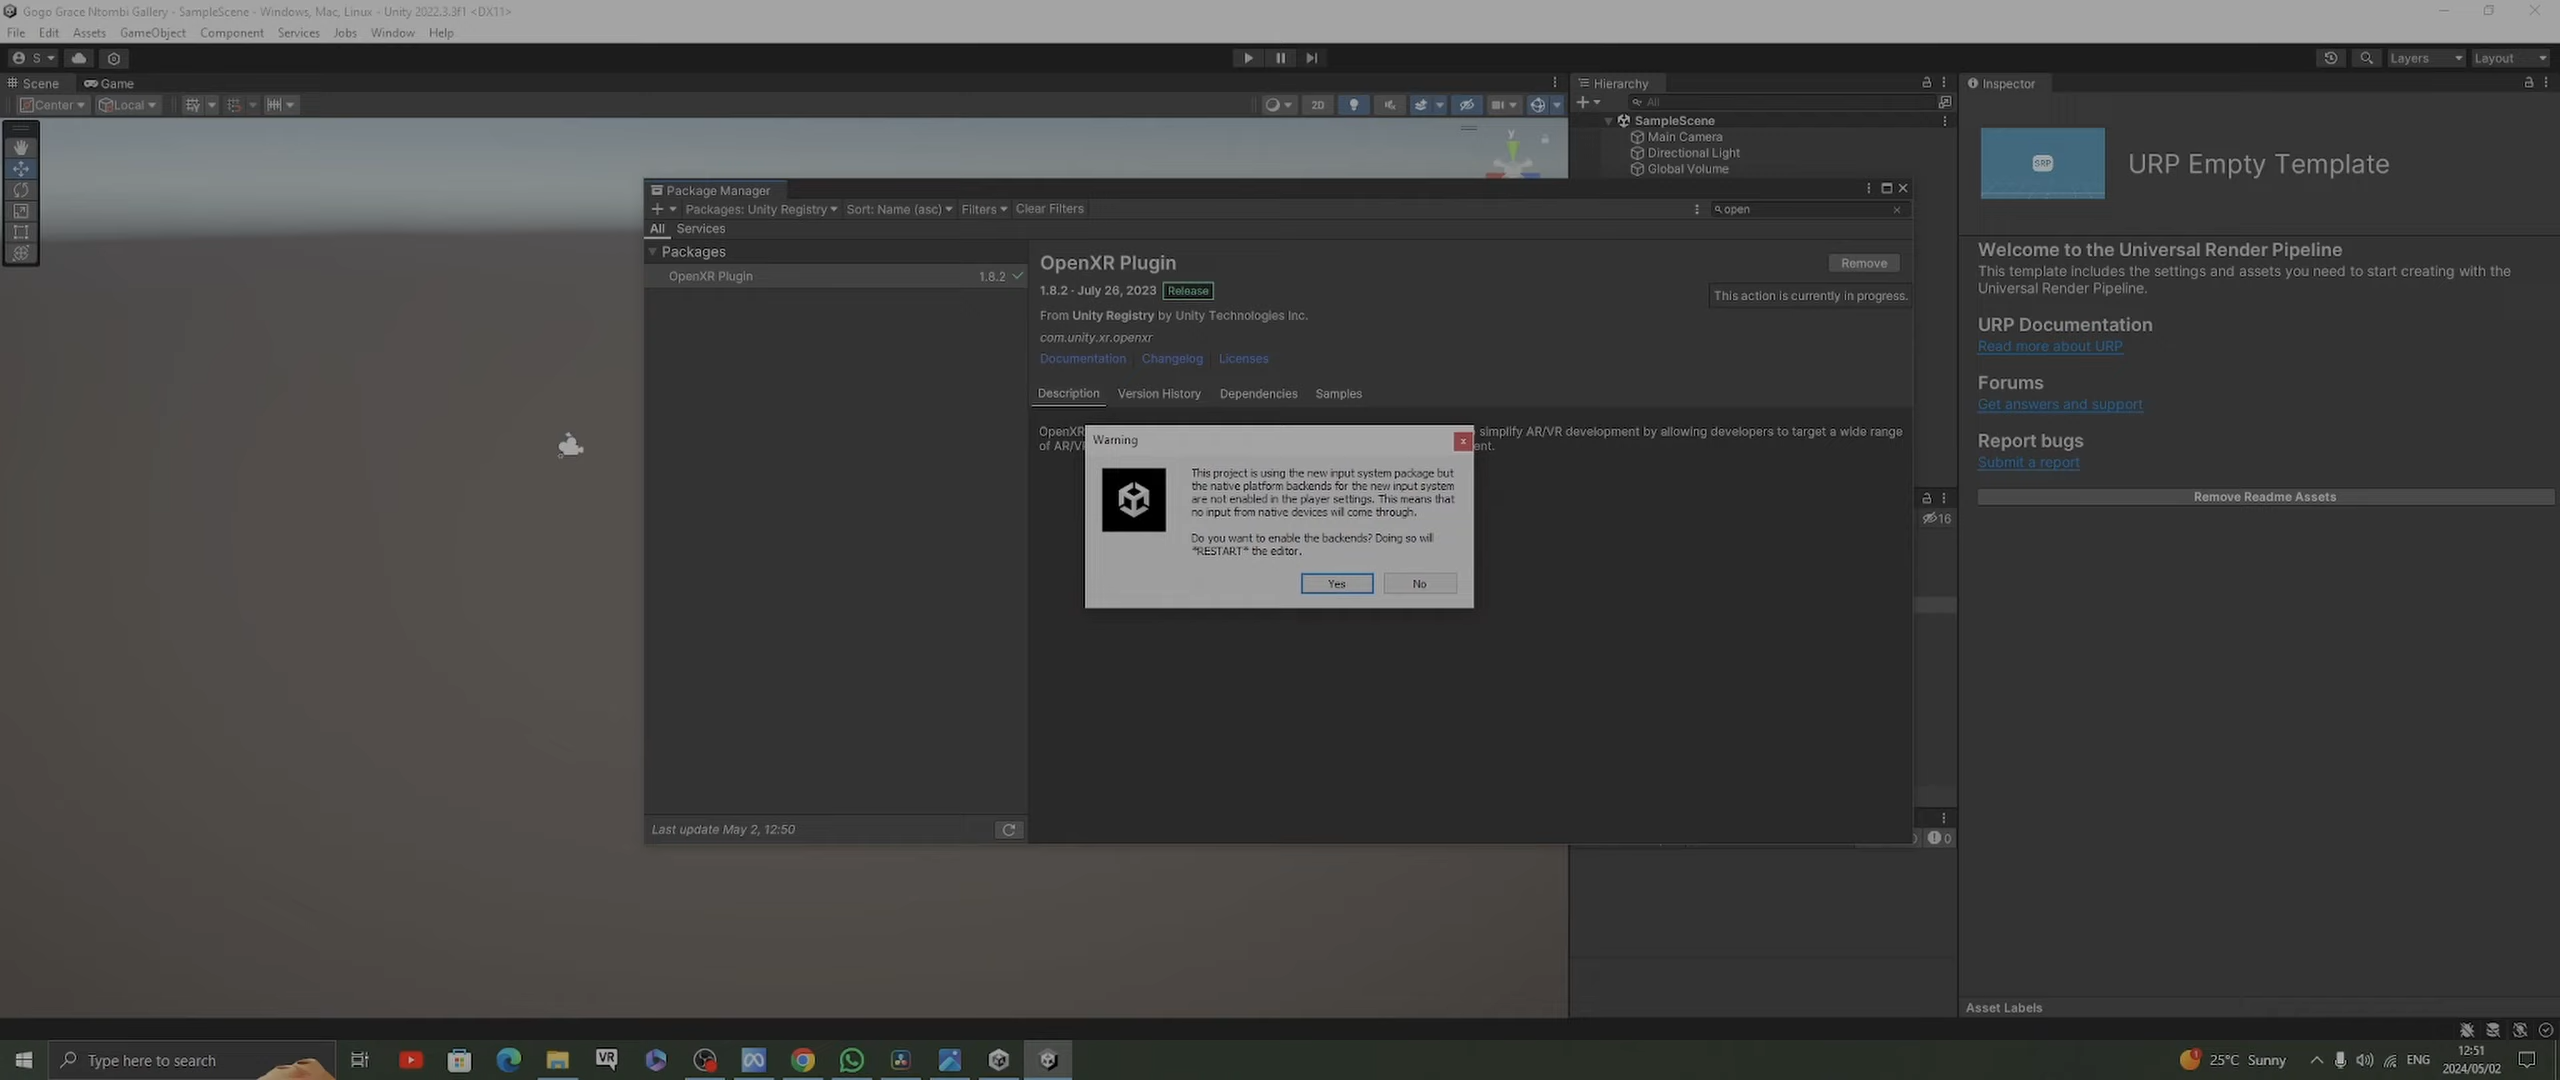 Gogo Grace Ntombi Gallery - SampleScene - Windows, Mac, Linux - Unity 2022.3.3f1 <DX11>
File Edit Assets GameObject Component Services Jobs Window Help
S Layers Layout
Scene Game Hierarchy Inspector
Center Local 2D All
SampleScene
Main Camera
Directional Light
Global Volume
SRP
URP Empty Template
Package Manager
Packages: Unity Registry Sort: Name (asc) Filters Clear Filters open
All Services
Packages
OpenXR Plugin 1.8.2
OpenXR Plugin
Remove
1.8.2 · July 26, 2023 Release
This action is currently in progress.
From Unity Registry by Unity Technologies Inc.
com.unity.xr.openxr
Documentation Changelog Licenses
Description Version History Dependencies Samples
OpenXR simplify AR/VR development by allowing developers to target a wide range
of AR/V ent.
Warning
This project is using the new input system package but
the native platform backends for the new input system
are not enabled in the player settings. This means that
no input from native devices will come through.
Do you want to enable the backends? Doing so will
*RESTART* the editor.
Yes No
Last update May 2, 12:50
16
0
Welcome to the Universal Render Pipeline
This template includes the settings and assets you need to start creating with the
Universal Render Pipeline.
URP Documentation
Read more about URP
Forums
Get answers and support
Report bugs
Submit a report
Remove Readme Assets
Asset Labels
Type here to search
VR
25°C Sunny
ENG
12:51
2024/05/02